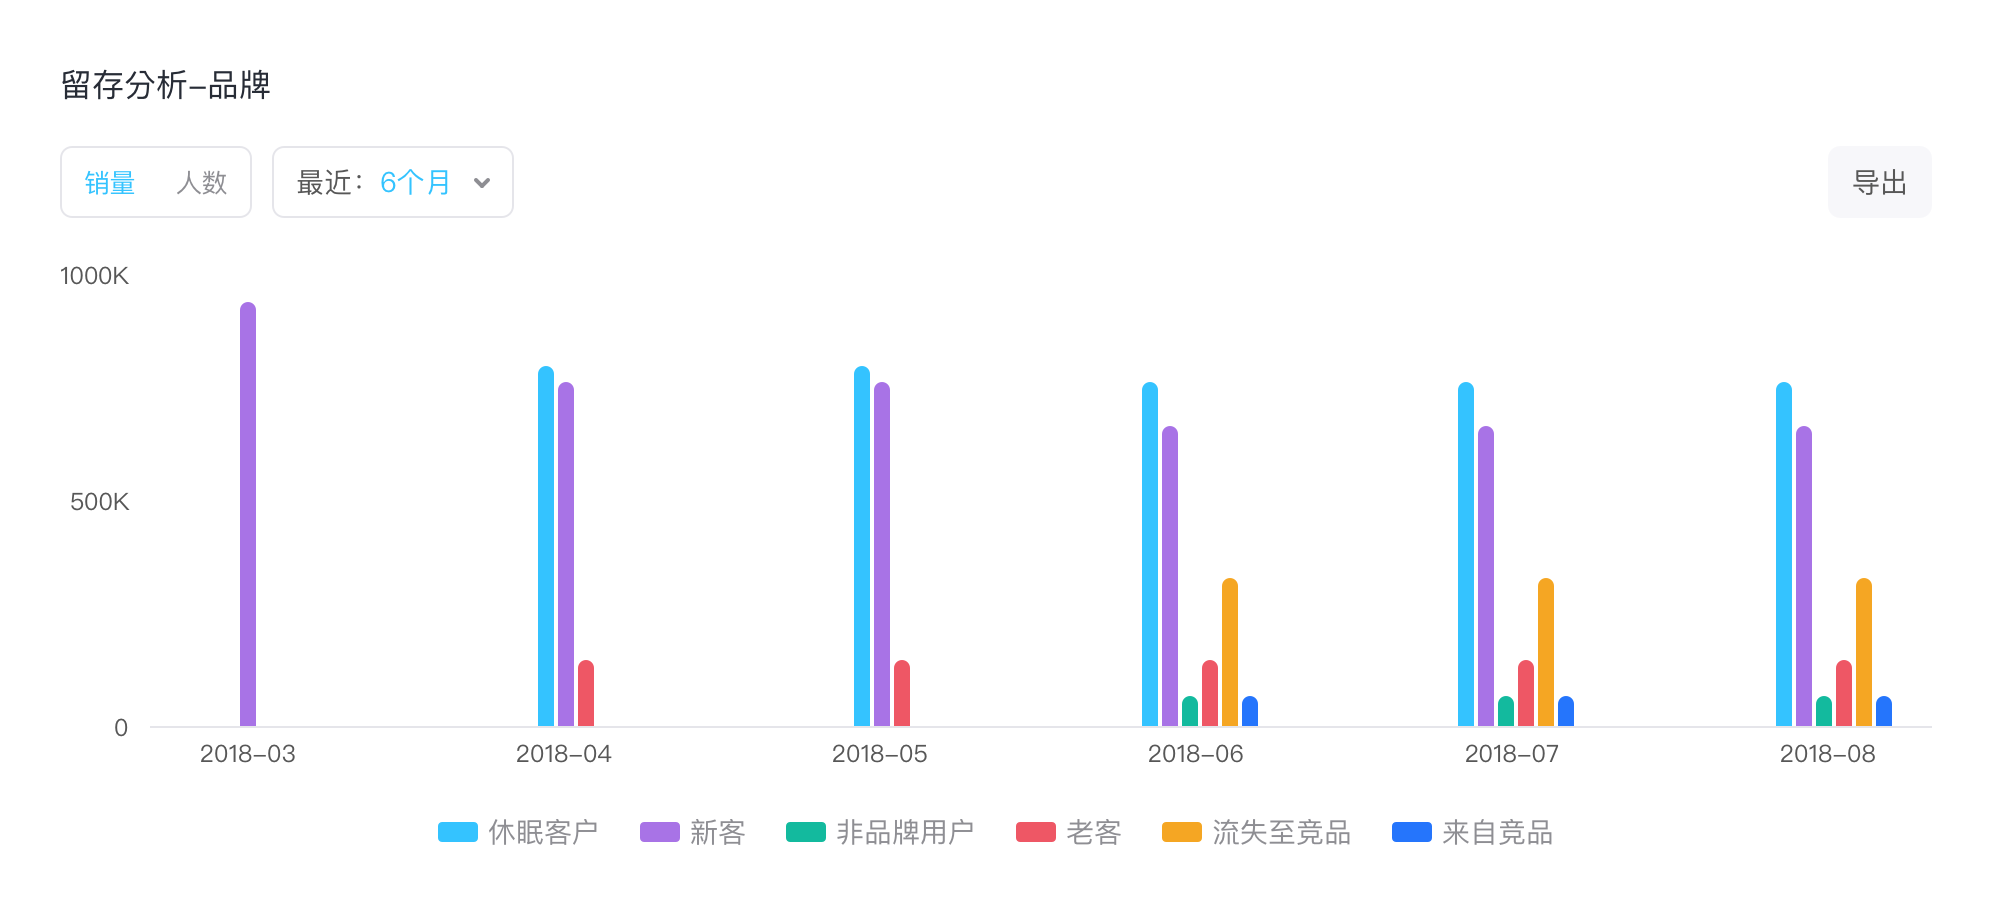 留存分析–品牌
销量 人数 最近：6个月 导出
1000K
500K
0
2018–03 2018–04 2018–05 2018–06 2018–07 2018–08
休眠客户 新客 非品牌用户 老客 流失至竞品 来自竞品